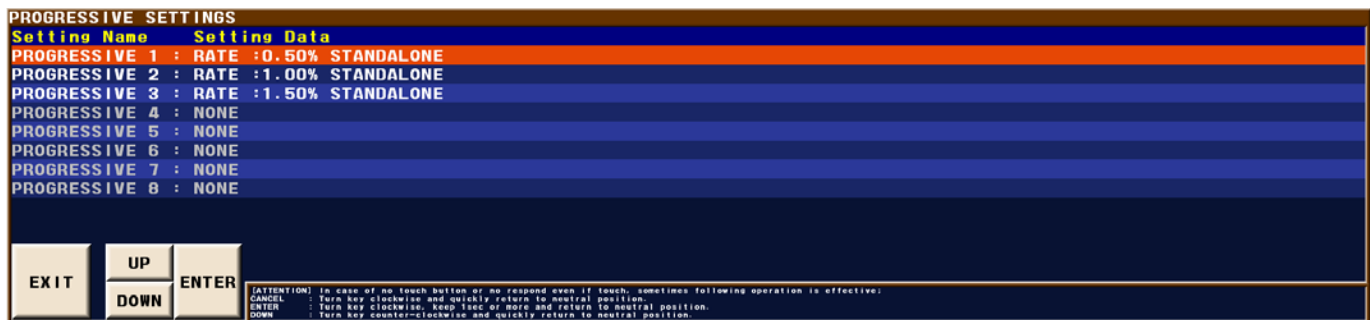 PROGRESSIVE SETTINGS
Setting Name Setting Data
PROGRESSIVE 1 : RATE :0.50% STANDALONE
PROGRESSIVE 2 : RATE :1.00% STANDALONE
PROGRESSIVE 3 : RATE :1.50% STANDALONE
PROGRESSIVE 4 : NONE
PROGRESSIVE 5 : NONE
PROGRESSIVE 6 : NONE
PROGRESSIVE 7 : NONE
PROGRESSIVE 8 : NONE
EXIT
UP
DOWN
ENTER
[ATTENTION] In case of no touch button or no respond even if touch, sometimes following operation is effective;
CANCEL : Turn key clockwise and quickly return to neutral position.
ENTER : Turn key clockwise, keep 1sec or more and return to neutral position.
DOWN : Turn key counter-clockwise and quickly return to neutral position.